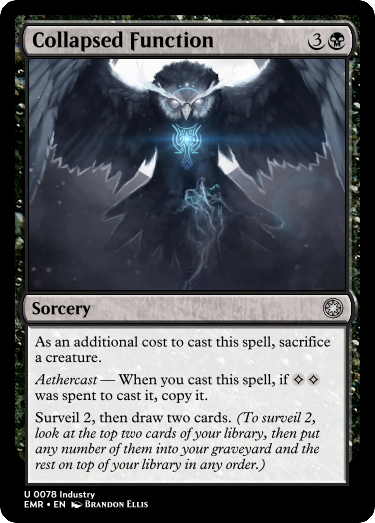 Collapsed Function 3
Sorcery
As an additional cost to cast this spell, sacrifice
a creature.
Aethercast — When you cast this spell, if
was spent to cast it, copy it.
Surveil 2, then draw two cards. (To surveil 2,
look at the top two cards of your library, then put
any number of them into your graveyard and the
rest on top of your library in any order.)
U 0078 Industry
EMR • EN Brandon Ellis